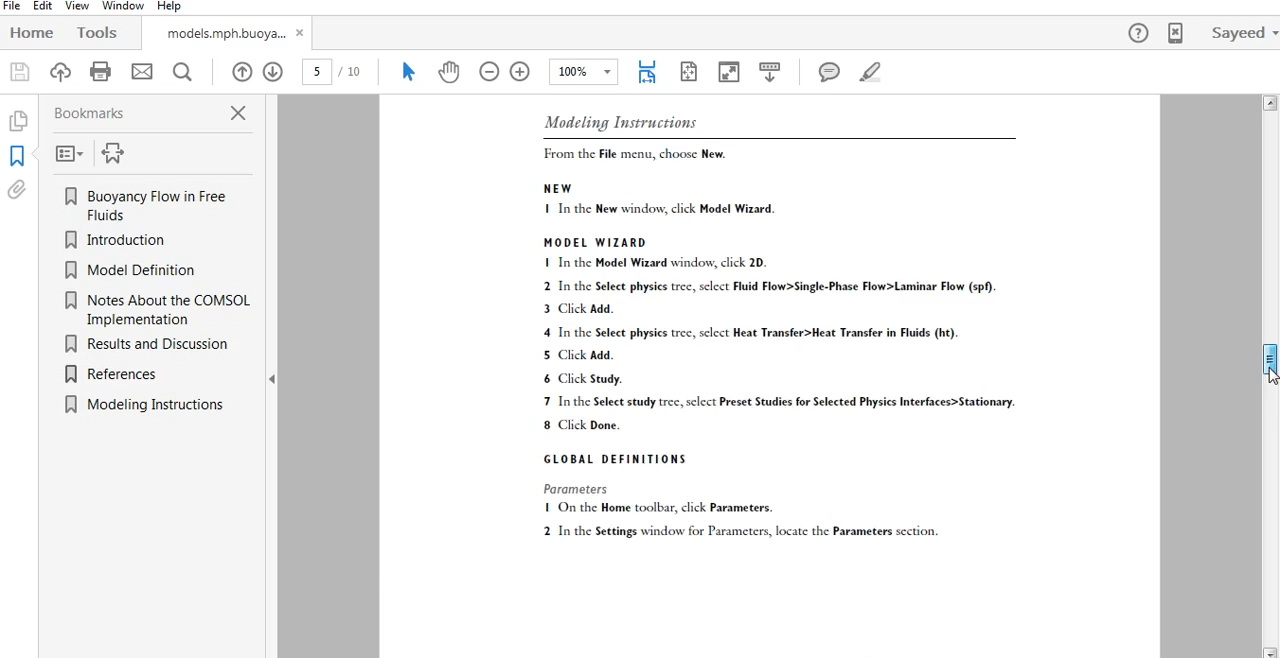 File Edit View Window Help
Home Tools models.mph.buoya... × Sayeed
5 / 10 100%
Bookmarks
Buoyancy Flow in Free
Fluids
Introduction
Model Definition
Notes About the COMSOL
Implementation
Results and Discussion
References
Modeling Instructions
Modeling Instructions
From the File menu, choose New.
NEW
1 In the New window, click Model Wizard.
MODEL WIZARD
1 In the Model Wizard window, click 2D.
2 In the Select physics tree, select Fluid Flow>Single-Phase Flow>Laminar Flow (spf).
3 Click Add.
4 In the Select physics tree, select Heat Transfer>Heat Transfer in Fluids (ht).
5 Click Add.
6 Click Study.
7 In the Select study tree, select Preset Studies for Selected Physics Interfaces>Stationary.
8 Click Done.
GLOBAL DEFINITIONS
Parameters
1 On the Home toolbar, click Parameters.
2 In the Settings window for Parameters, locate the Parameters section.